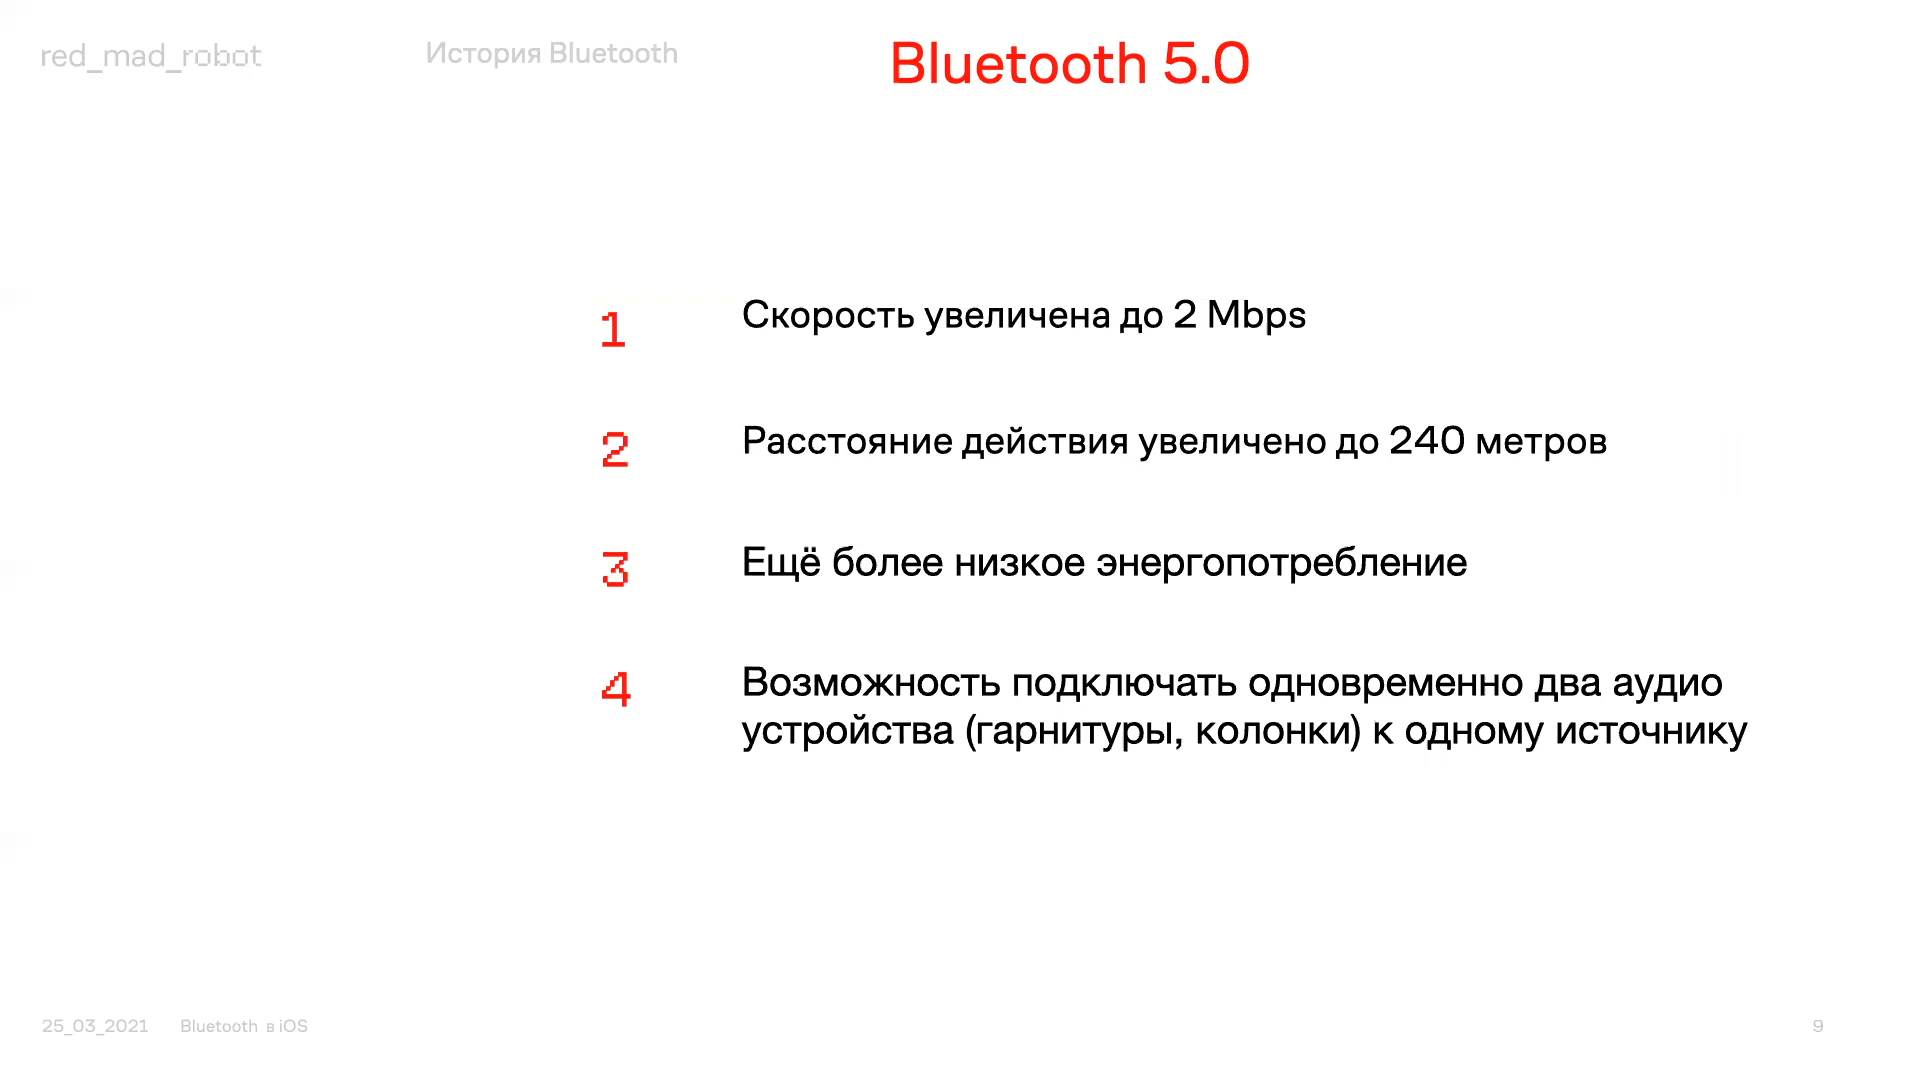 red_mad_robot
История Bluetooth
Bluetooth 5.0
1
Скорость увеличена до 2 Mbps
2
Расстояние действия увеличено до 240 метров
3
Ещё более низкое энергопотребление
4
Возможность подключать одновременно два аудио
устройства (гарнитуры, колонки) к одному источнику
25_03_2021
Bluetooth в iOS
9